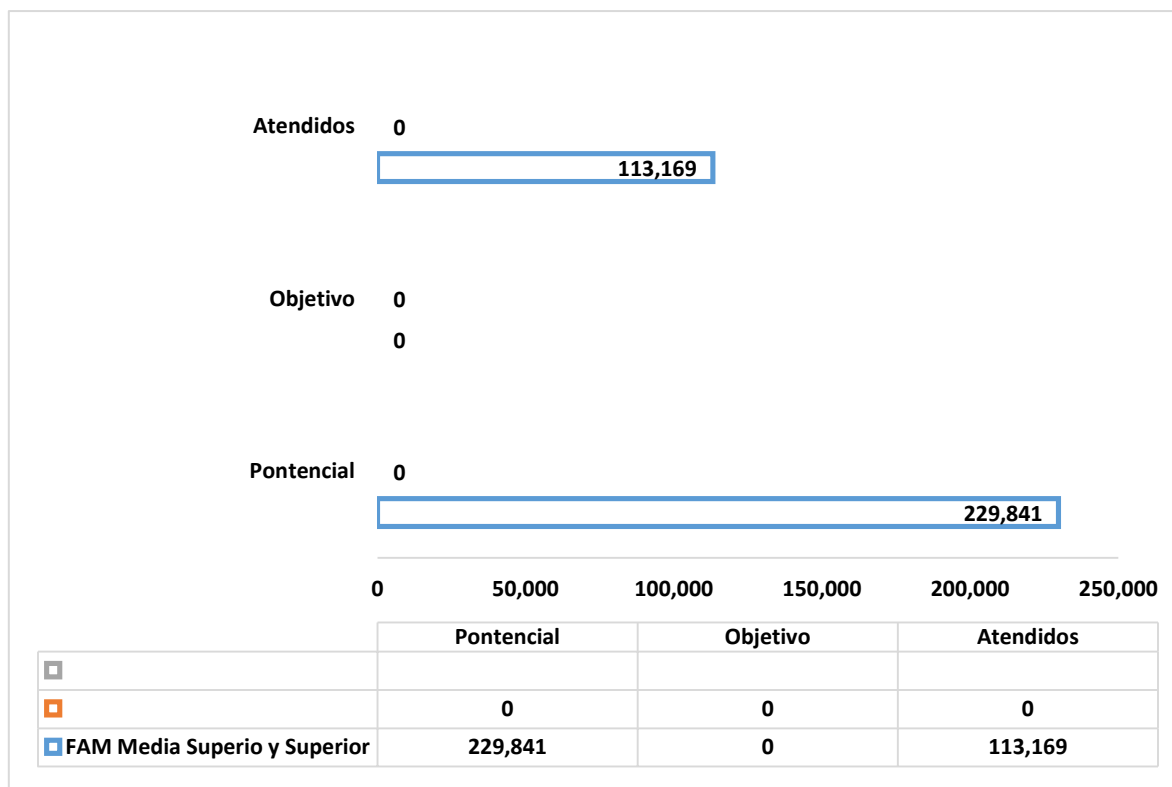 Atendidos 0
113,169
Objetivo 0
0
Pontencial 0
229,841
0 50,000 100,000 150,000 200,000 250,000
Pontencial Objetivo Atendidos
0 0 0
FAM Media Superio y Superior 229,841 0 113,169